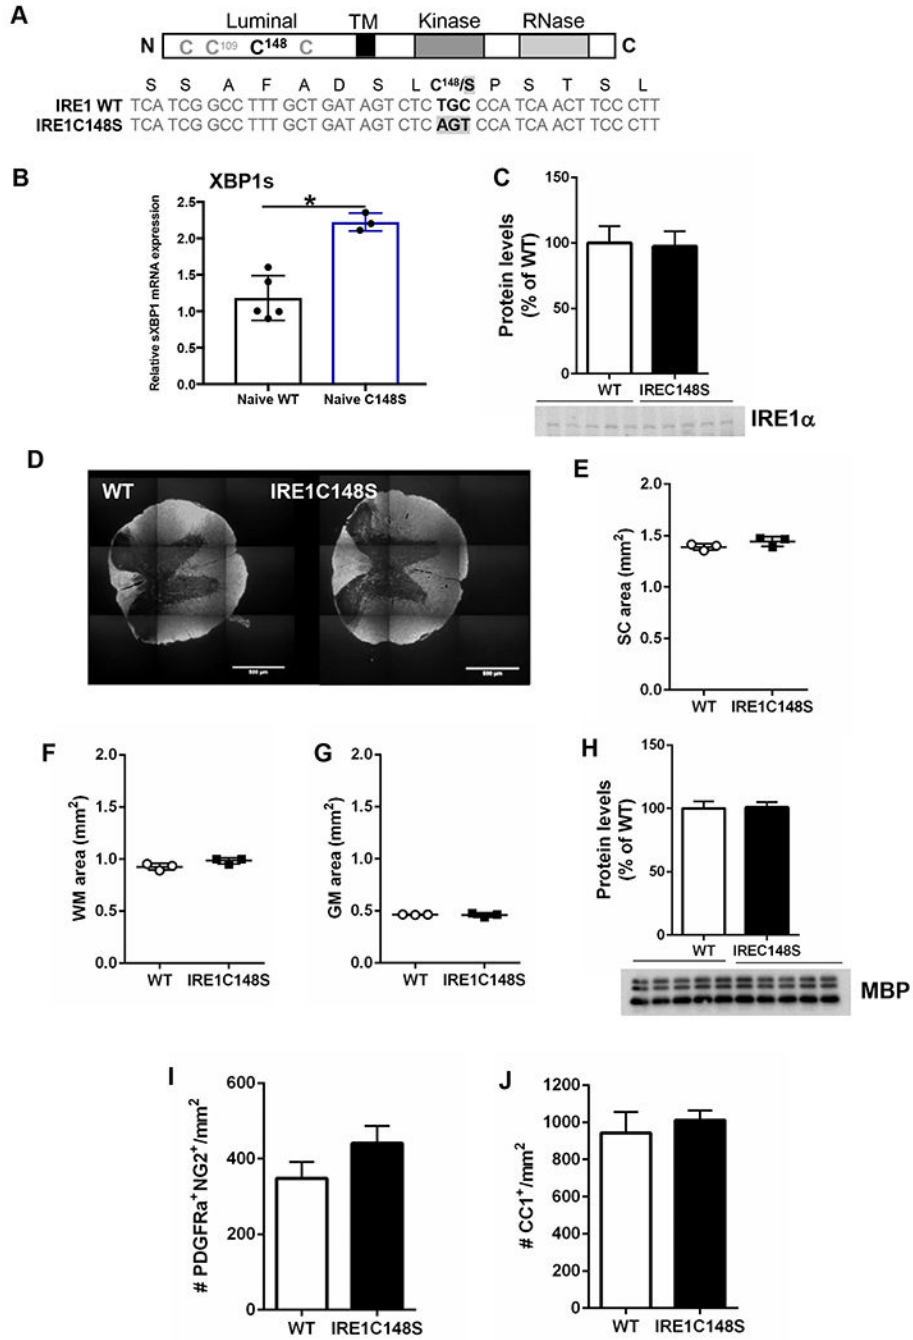 A
Luminal TM Kinase RNase
N C C109 C148 C C
S S A F A D S L C148/S P S T S L
IRE1 WT TCA TCG GCC TTT GCT GAT AGT CTC TGC CCA TCA ACT TCC CTT
IRE1C148S TCA TCG GCC TTT GCT GAT AGT CTC AGT CCA TCA ACT TCC CTT
B
XBP1s
Relative sXBP1 mRNA expression
2.5
2.0
1.5
1.0
0.5
0.0
*
Naive WT Naive C148S
C
Protein levels
(% of WT)
150
100
50
0
WT IREC148S
IRE1α
D
WT IRE1C148S
500 μm 500 μm
E
SC area (mm2)
2.0
1.5
1.0
0.5
0.0
WT IRE1C148S
F
WM area (mm2)
2.0
1.5
1.0
0.5
0.0
WT IRE1C148S
G
GM area (mm2)
2.0
1.5
1.0
0.5
0.0
WT IRE1C148S
H
Protein levels
(% of WT)
150
100
50
0
WT IREC148S
MBP
I
# PDGFRa+NG2+/mm2
600
400
200
0
WT IRE1C148S
J
# CC1+/mm2
1200
1000
800
600
400
200
0
WT IRE1C148S